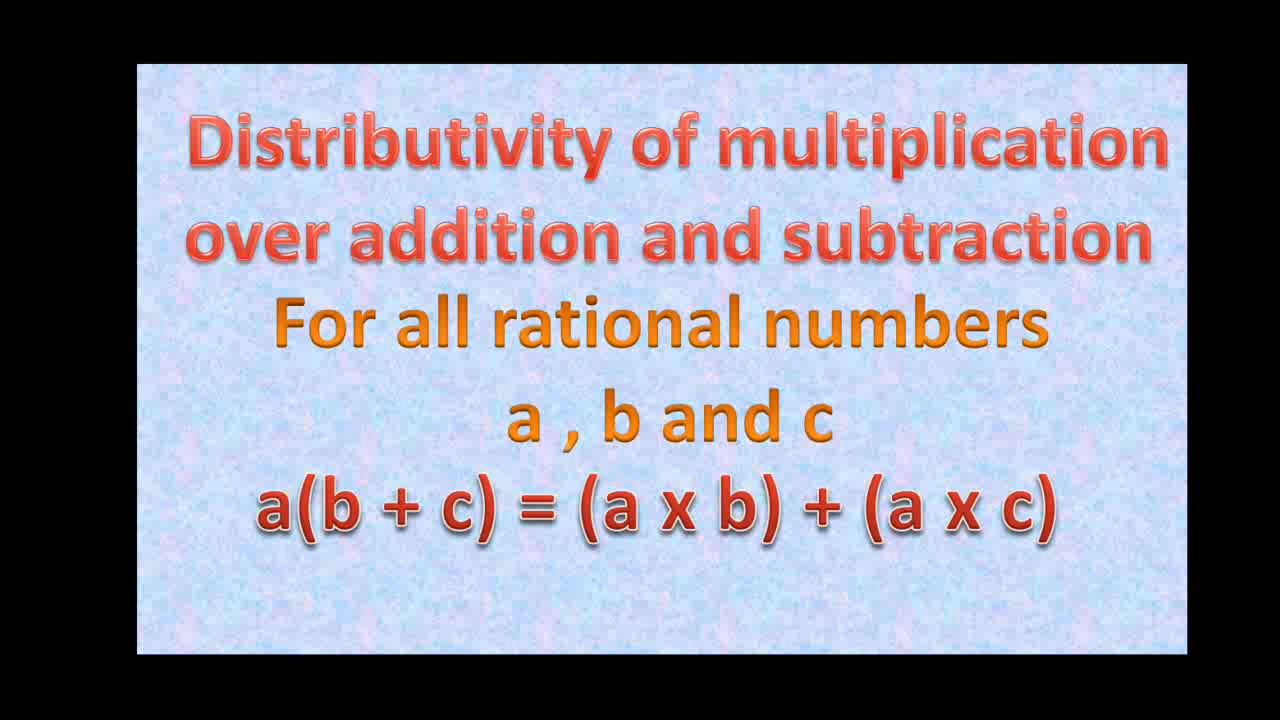 Distributivity of multiplication
over addition and subtraction
For all rational numbers
a , b and c
a(b + c) = (a x b) + (a x c)